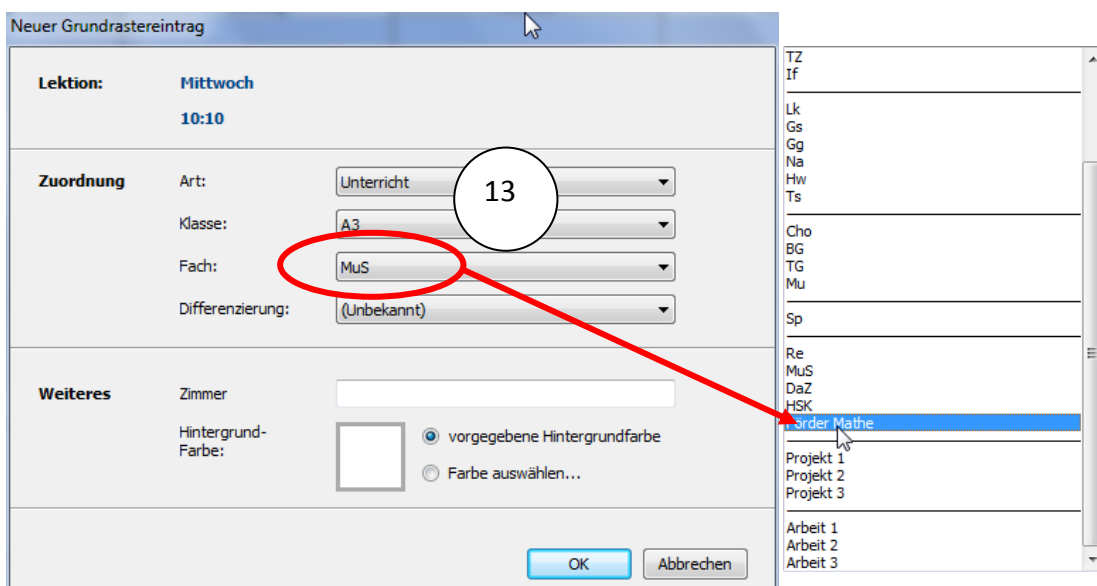 Neuer Grundrastereintrag
Lektion: Mittwoch
10:10
Zuordnung Art: Unterricht
13
Klasse: A3
Fach: MuS
Differenzierung: (Unbekannt)
Weiteres Zimmer
Hintergrund-
Farbe:
vorgegebene Hintergrundfarbe
Farbe auswählen...
OK Abbrechen
TZ
If
Lk
Gs
Gg
Na
Hw
Ts
Cho
BG
TG
Mu
Sp
Re
MuS
DaZ
HSK
Förder Mathe
Projekt 1
Projekt 2
Projekt 3
Arbeit 1
Arbeit 2
Arbeit 3